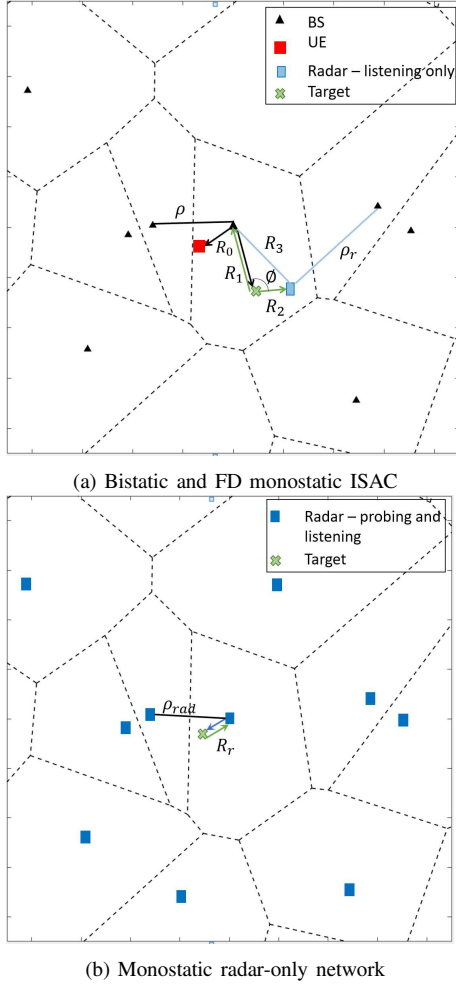 BS
UE
Radar – listening only
Target
ρ
R₀
R₃
ρᵣ
R₁
Ø
R₂
(a) Bistatic and FD monostatic ISAC
Radar – probing and
listening
Target
ρ_rad
Rᵣ
(b) Monostatic radar-only network